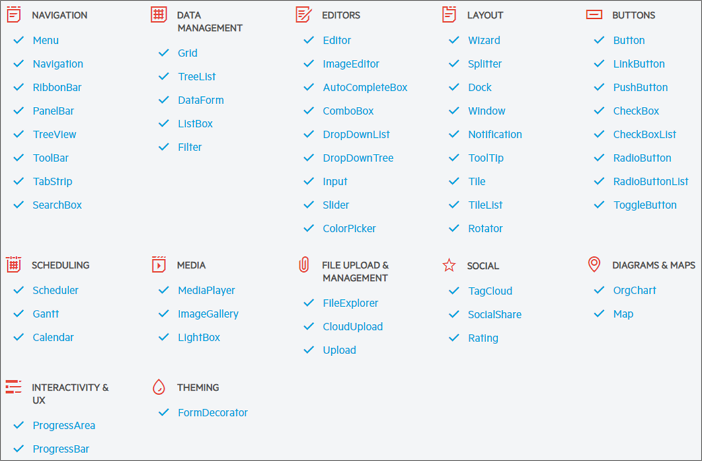 NAVIGATION
Menu
Navigation
RibbonBar
PanelBar
TreeView
ToolBar
TabStrip
SearchBox
DATA
MANAGEMENT
Grid
TreeList
DataForm
ListBox
Filter
EDITORS
Editor
ImageEditor
AutoCompleteBox
ComboBox
DropDownList
DropDownTree
Input
Slider
ColorPicker
LAYOUT
Wizard
Splitter
Dock
Window
Notification
ToolTip
Tile
TileList
Rotator
BUTTONS
Button
LinkButton
PushButton
CheckBox
CheckBoxList
RadioButton
RadioButtonList
ToggleButton
SCHEDULING
Scheduler
Gantt
Calendar
MEDIA
MediaPlayer
ImageGallery
LightBox
FILE UPLOAD &
MANAGEMENT
FileExplorer
CloudUpload
Upload
SOCIAL
TagCloud
SocialShare
Rating
DIAGRAMS & MAPS
OrgChart
Map
INTERACTIVITY &
UX
ProgressArea
ProgressBar
THEMING
FormDecorator